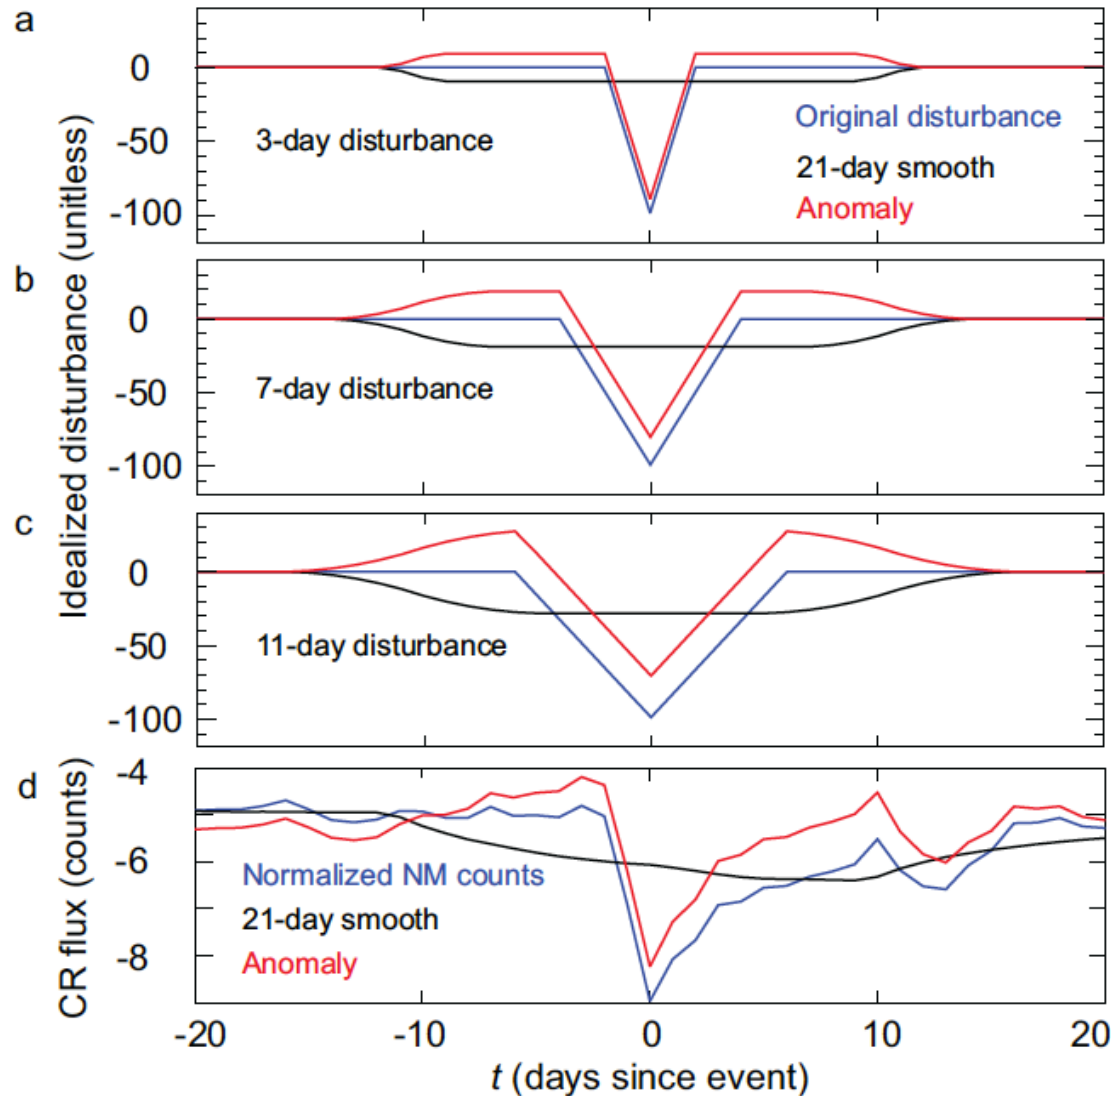 a
0
-50
-100
3-day disturbance
Original disturbance
21-day smooth
Anomaly
b
0
-50
-100
7-day disturbance
c
0
-50
-100
11-day disturbance
Idealized disturbance (unitless)
d
-4
-6
-8
Normalized NM counts
21-day smooth
Anomaly
CR flux (counts)
-20 -10 0 10 20
t (days since event)